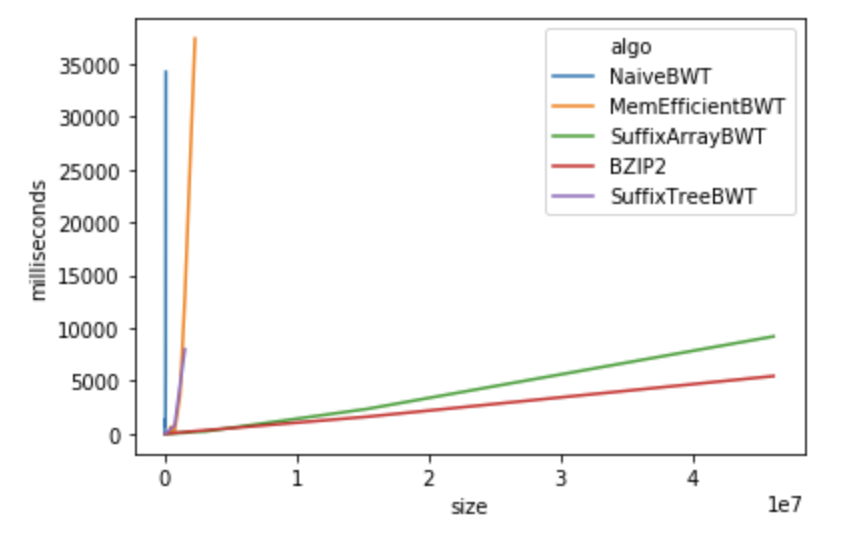 algo
NaiveBWT
MemEfficientBWT
SuffixArrayBWT
BZIP2
SuffixTreeBWT
milliseconds
35000
30000
25000
20000
15000
10000
5000
0
0 1 2 3 4
size
1e7